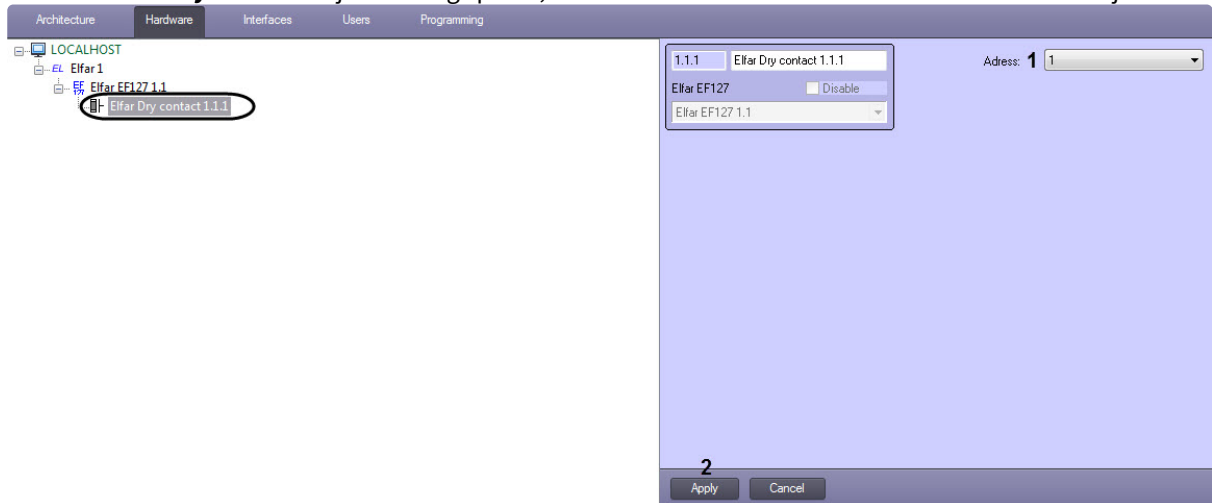 Architecture Hardware Interfaces Users Programming
LOCALHOST
EL Elfar 1
EF 127 Elfar EF127 1.1
Elfar Dry contact 1.1.1
1.1.1 Elfar Dry contact 1.1.1
Elfar EF127 Disable
Elfar EF127 1.1
Adress: 1 1
2
Apply Cancel